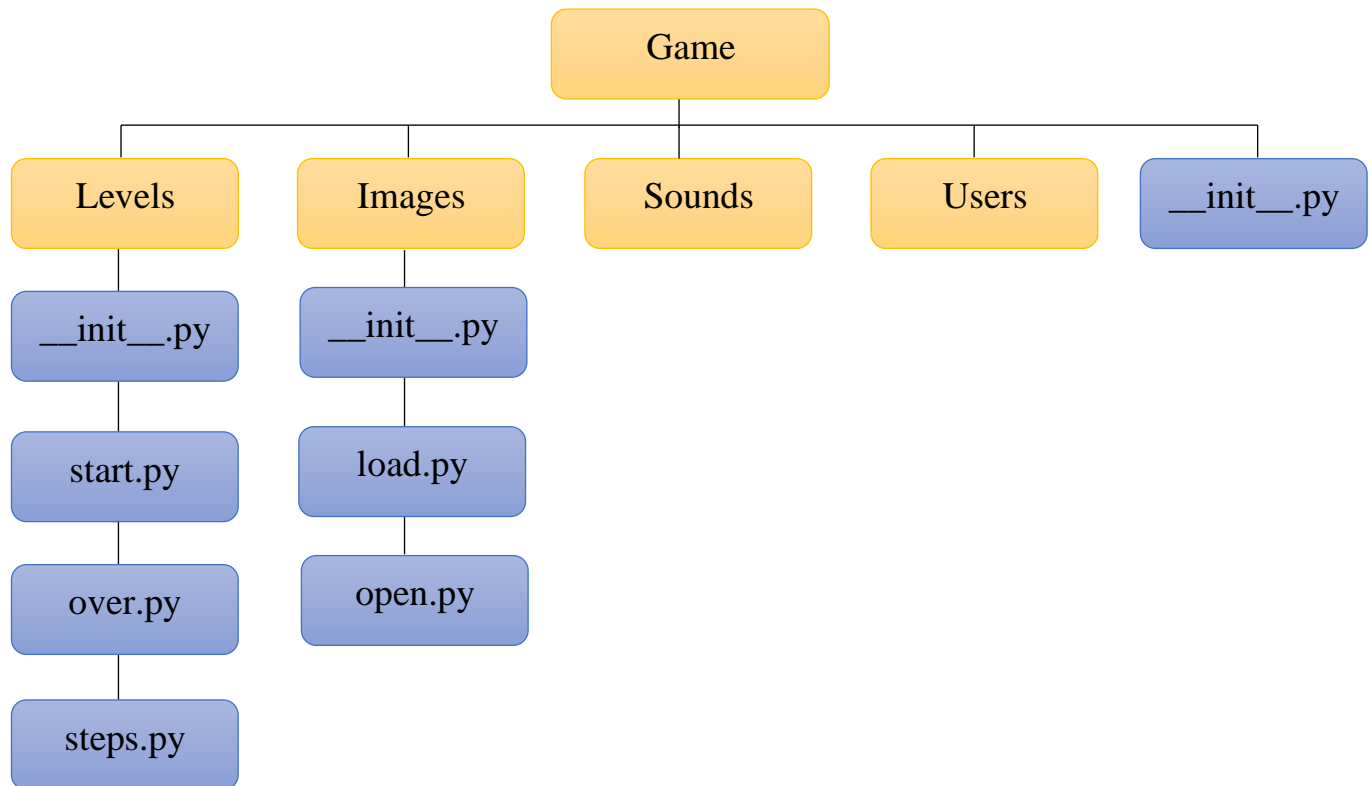 Game
Levels
Images
Sounds
Users
__init__.py
__init__.py
__init__.py
start.py
load.py
over.py
open.py
steps.py